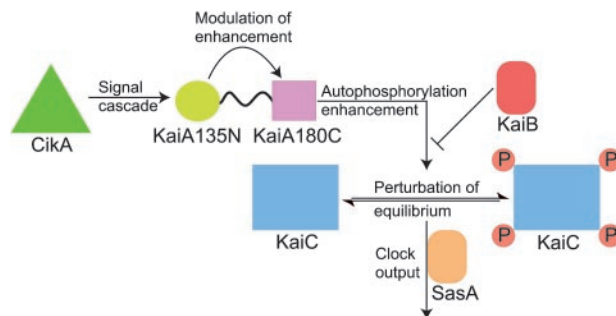 Modulation of
enhancement
Signal
cascade
Autophosphorylation
enhancement
CikA
KaiA135N
KaiA180C
KaiB
P
P
Perturbation of
equilibrium
P
P
KaiC
KaiC
Clock
output
SasA